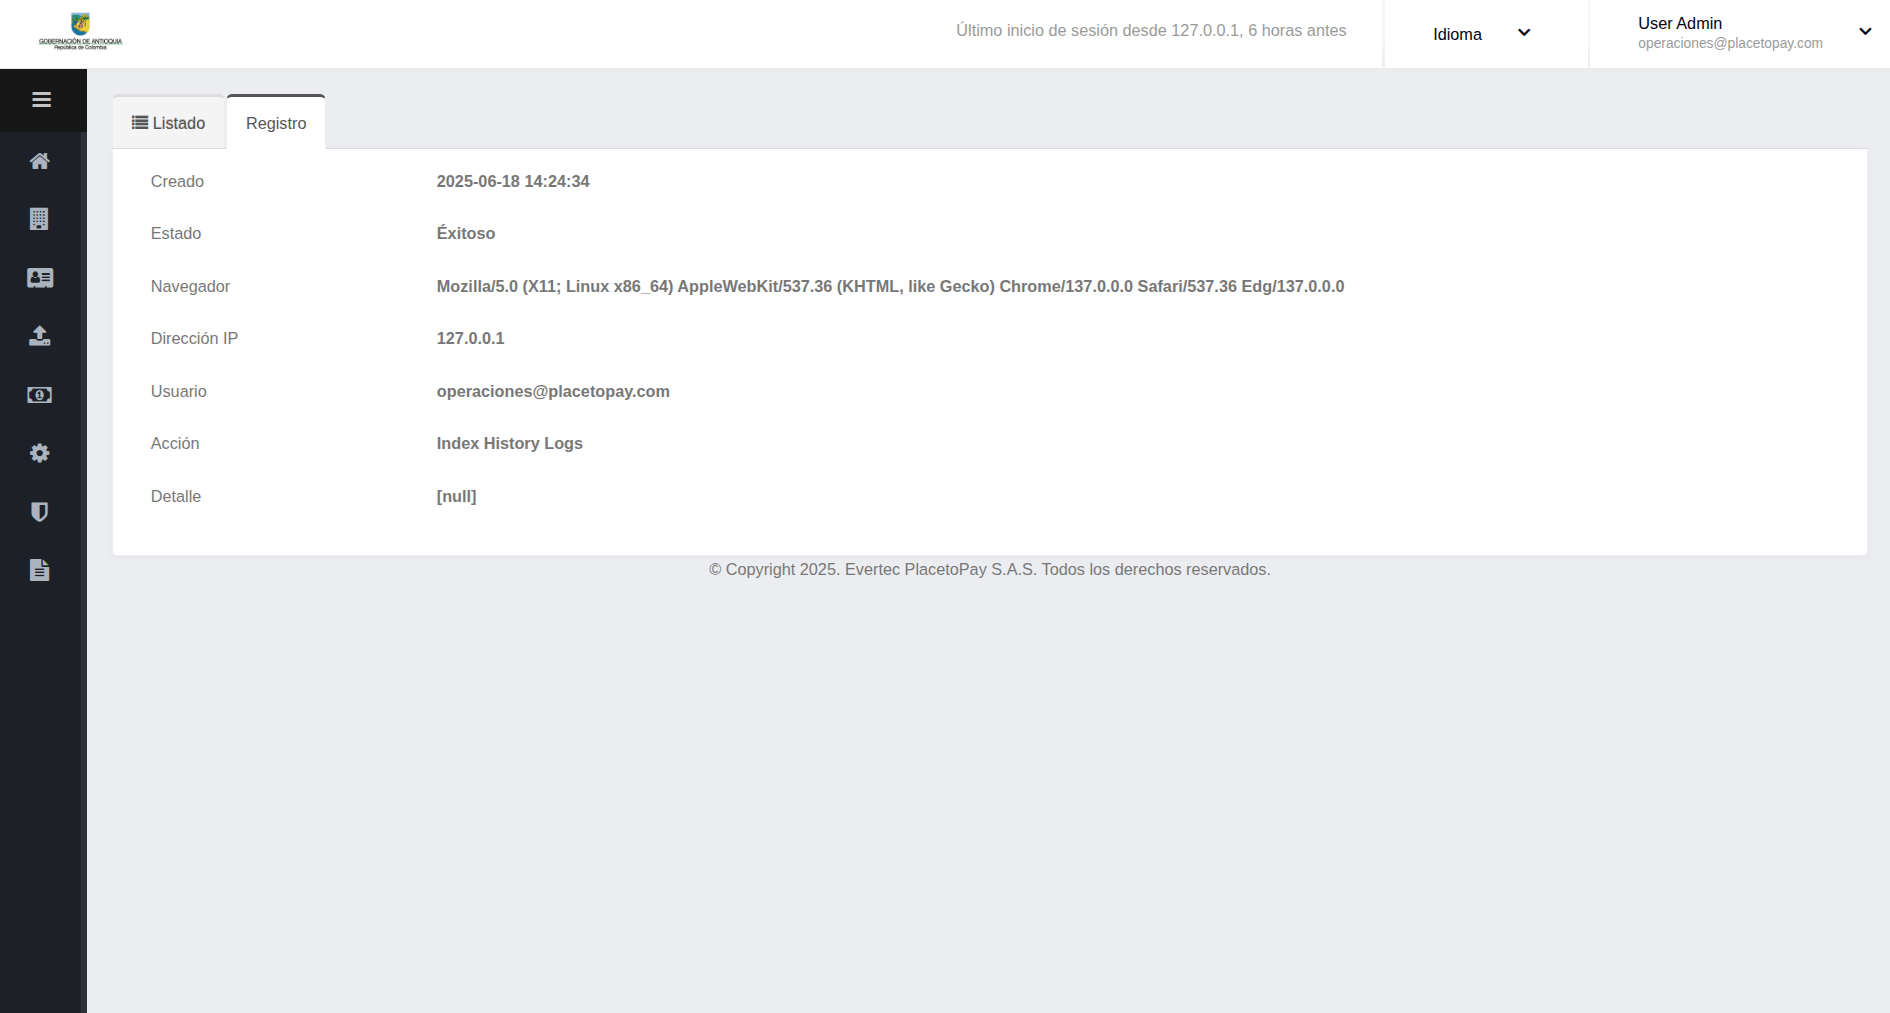 GOBERNACIÓN DE ANTIOQUIA
República de Colombia
Último inicio de sesión desde 127.0.0.1, 6 horas antes
Idioma
User Admin
operaciones@placetopay.com
Listado
Registro
Creado 2025-06-18 14:24:34
Estado Éxitoso
Navegador Mozilla/5.0 (X11; Linux x86_64) AppleWebKit/537.36 (KHTML, like Gecko) Chrome/137.0.0.0 Safari/537.36 Edg/137.0.0.0
Dirección IP 127.0.0.1
Usuario operaciones@placetopay.com
Acción Index History Logs
Detalle [null]
© Copyright 2025. Evertec PlacetoPay S.A.S. Todos los derechos reservados.